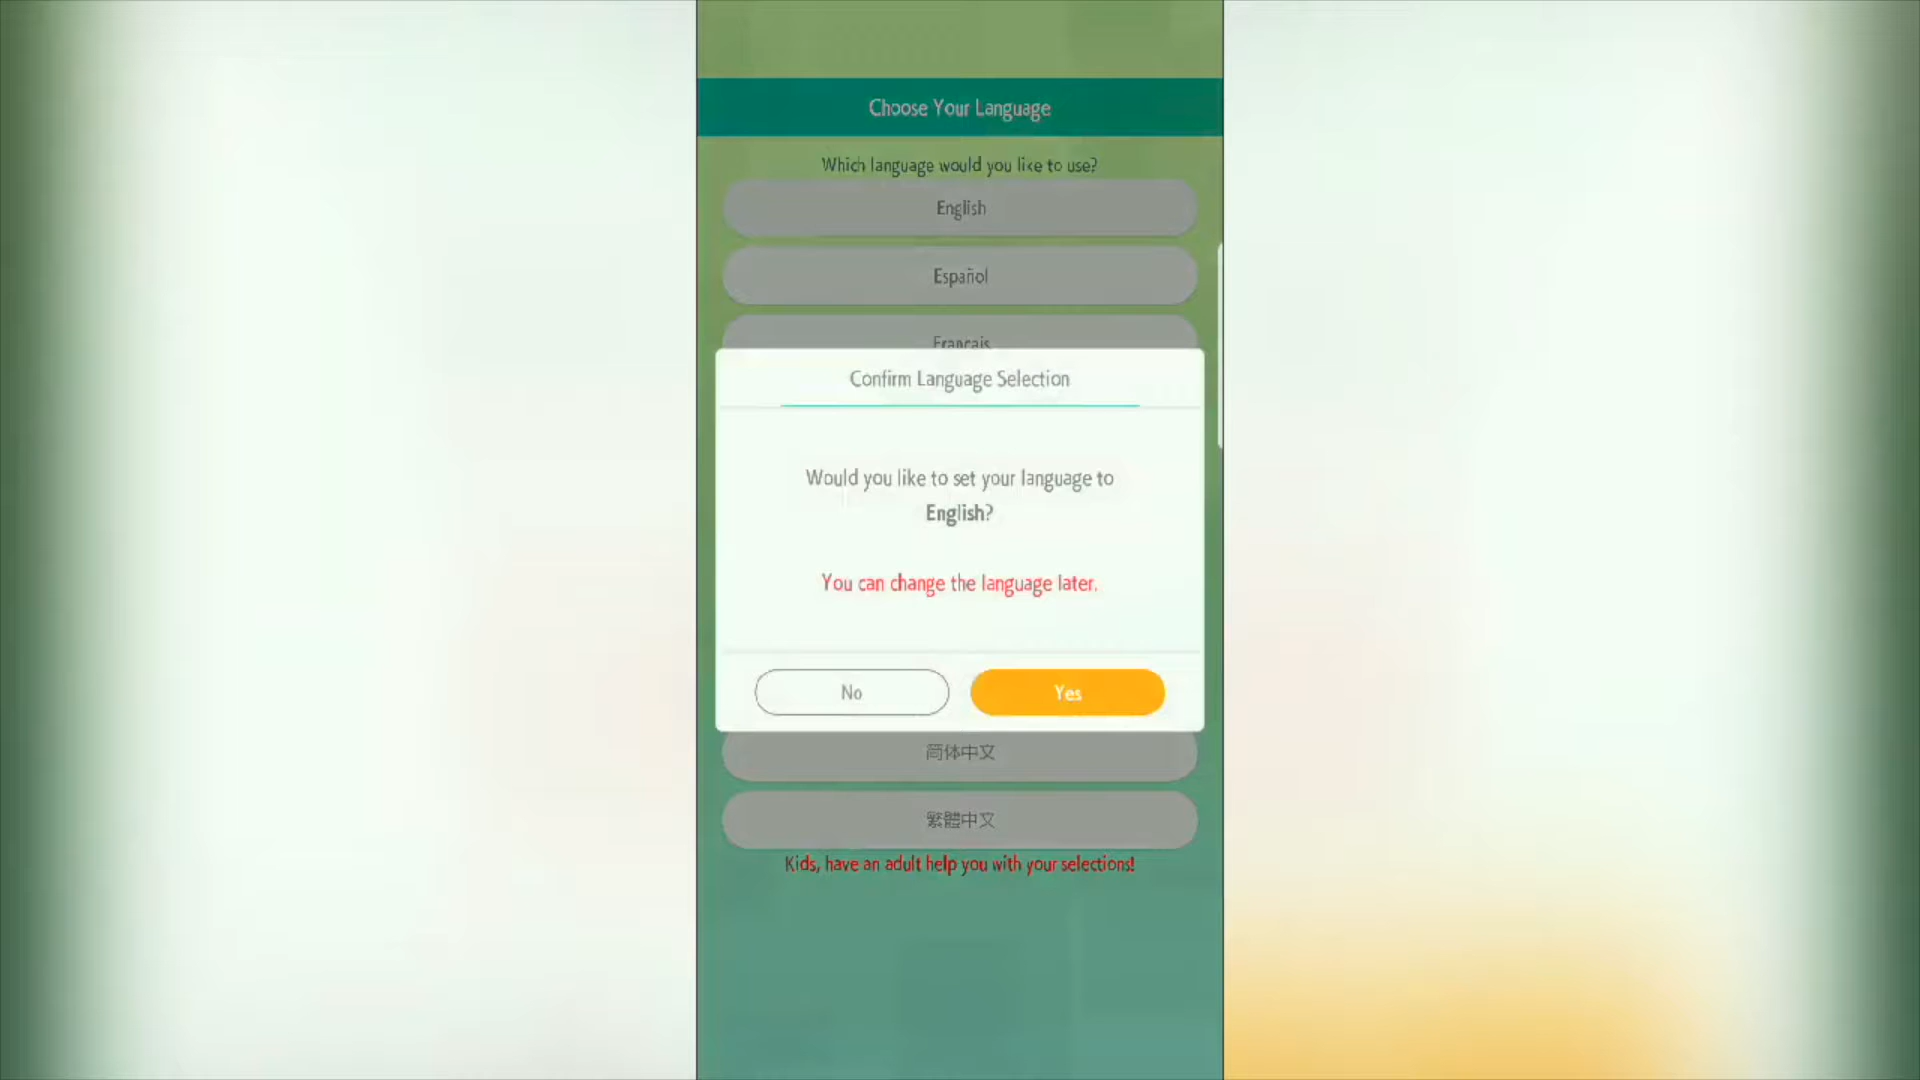 Choose Your Language
Which language would you like to use?
English
Español
Français
Confirm Language Selection
Would you like to set your language to
English?
You can change the language later.
No
Yes
简体中文
繁體中文
Kids, have an adult help you with your selections!